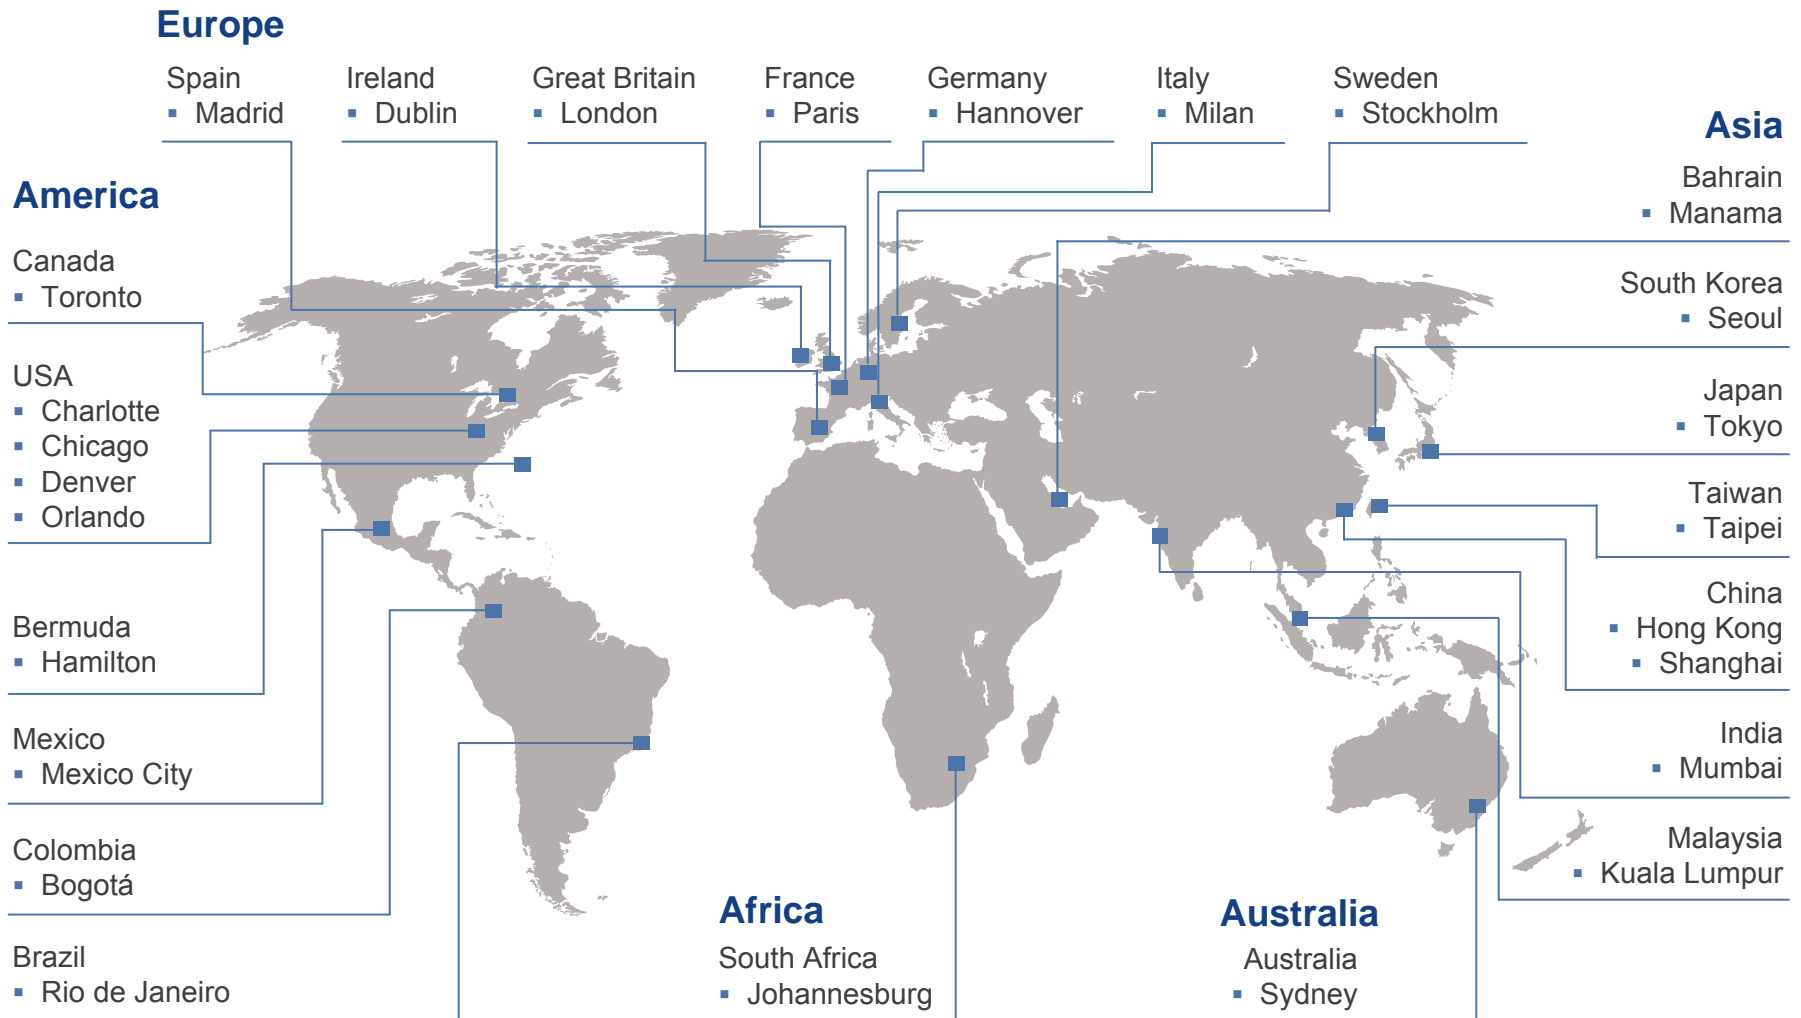 Europe
Spain
▪ Madrid
Ireland
▪ Dublin
Great Britain
▪ London
France
▪ Paris
Germany
▪ Hannover
Italy
▪ Milan
Sweden
▪ Stockholm
America
Canada
▪ Toronto
USA
▪ Charlotte
▪ Chicago
▪ Denver
▪ Orlando
Bermuda
▪ Hamilton
Mexico
▪ Mexico City
Colombia
▪ Bogotá
Brazil
▪ Rio de Janeiro
Africa
South Africa
▪ Johannesburg
Australia
Australia
▪ Sydney
Asia
Bahrain
▪ Manama
South Korea
▪ Seoul
Japan
▪ Tokyo
Taiwan
▪ Taipei
China
▪ Hong Kong
▪ Shanghai
India
▪ Mumbai
Malaysia
▪ Kuala Lumpur